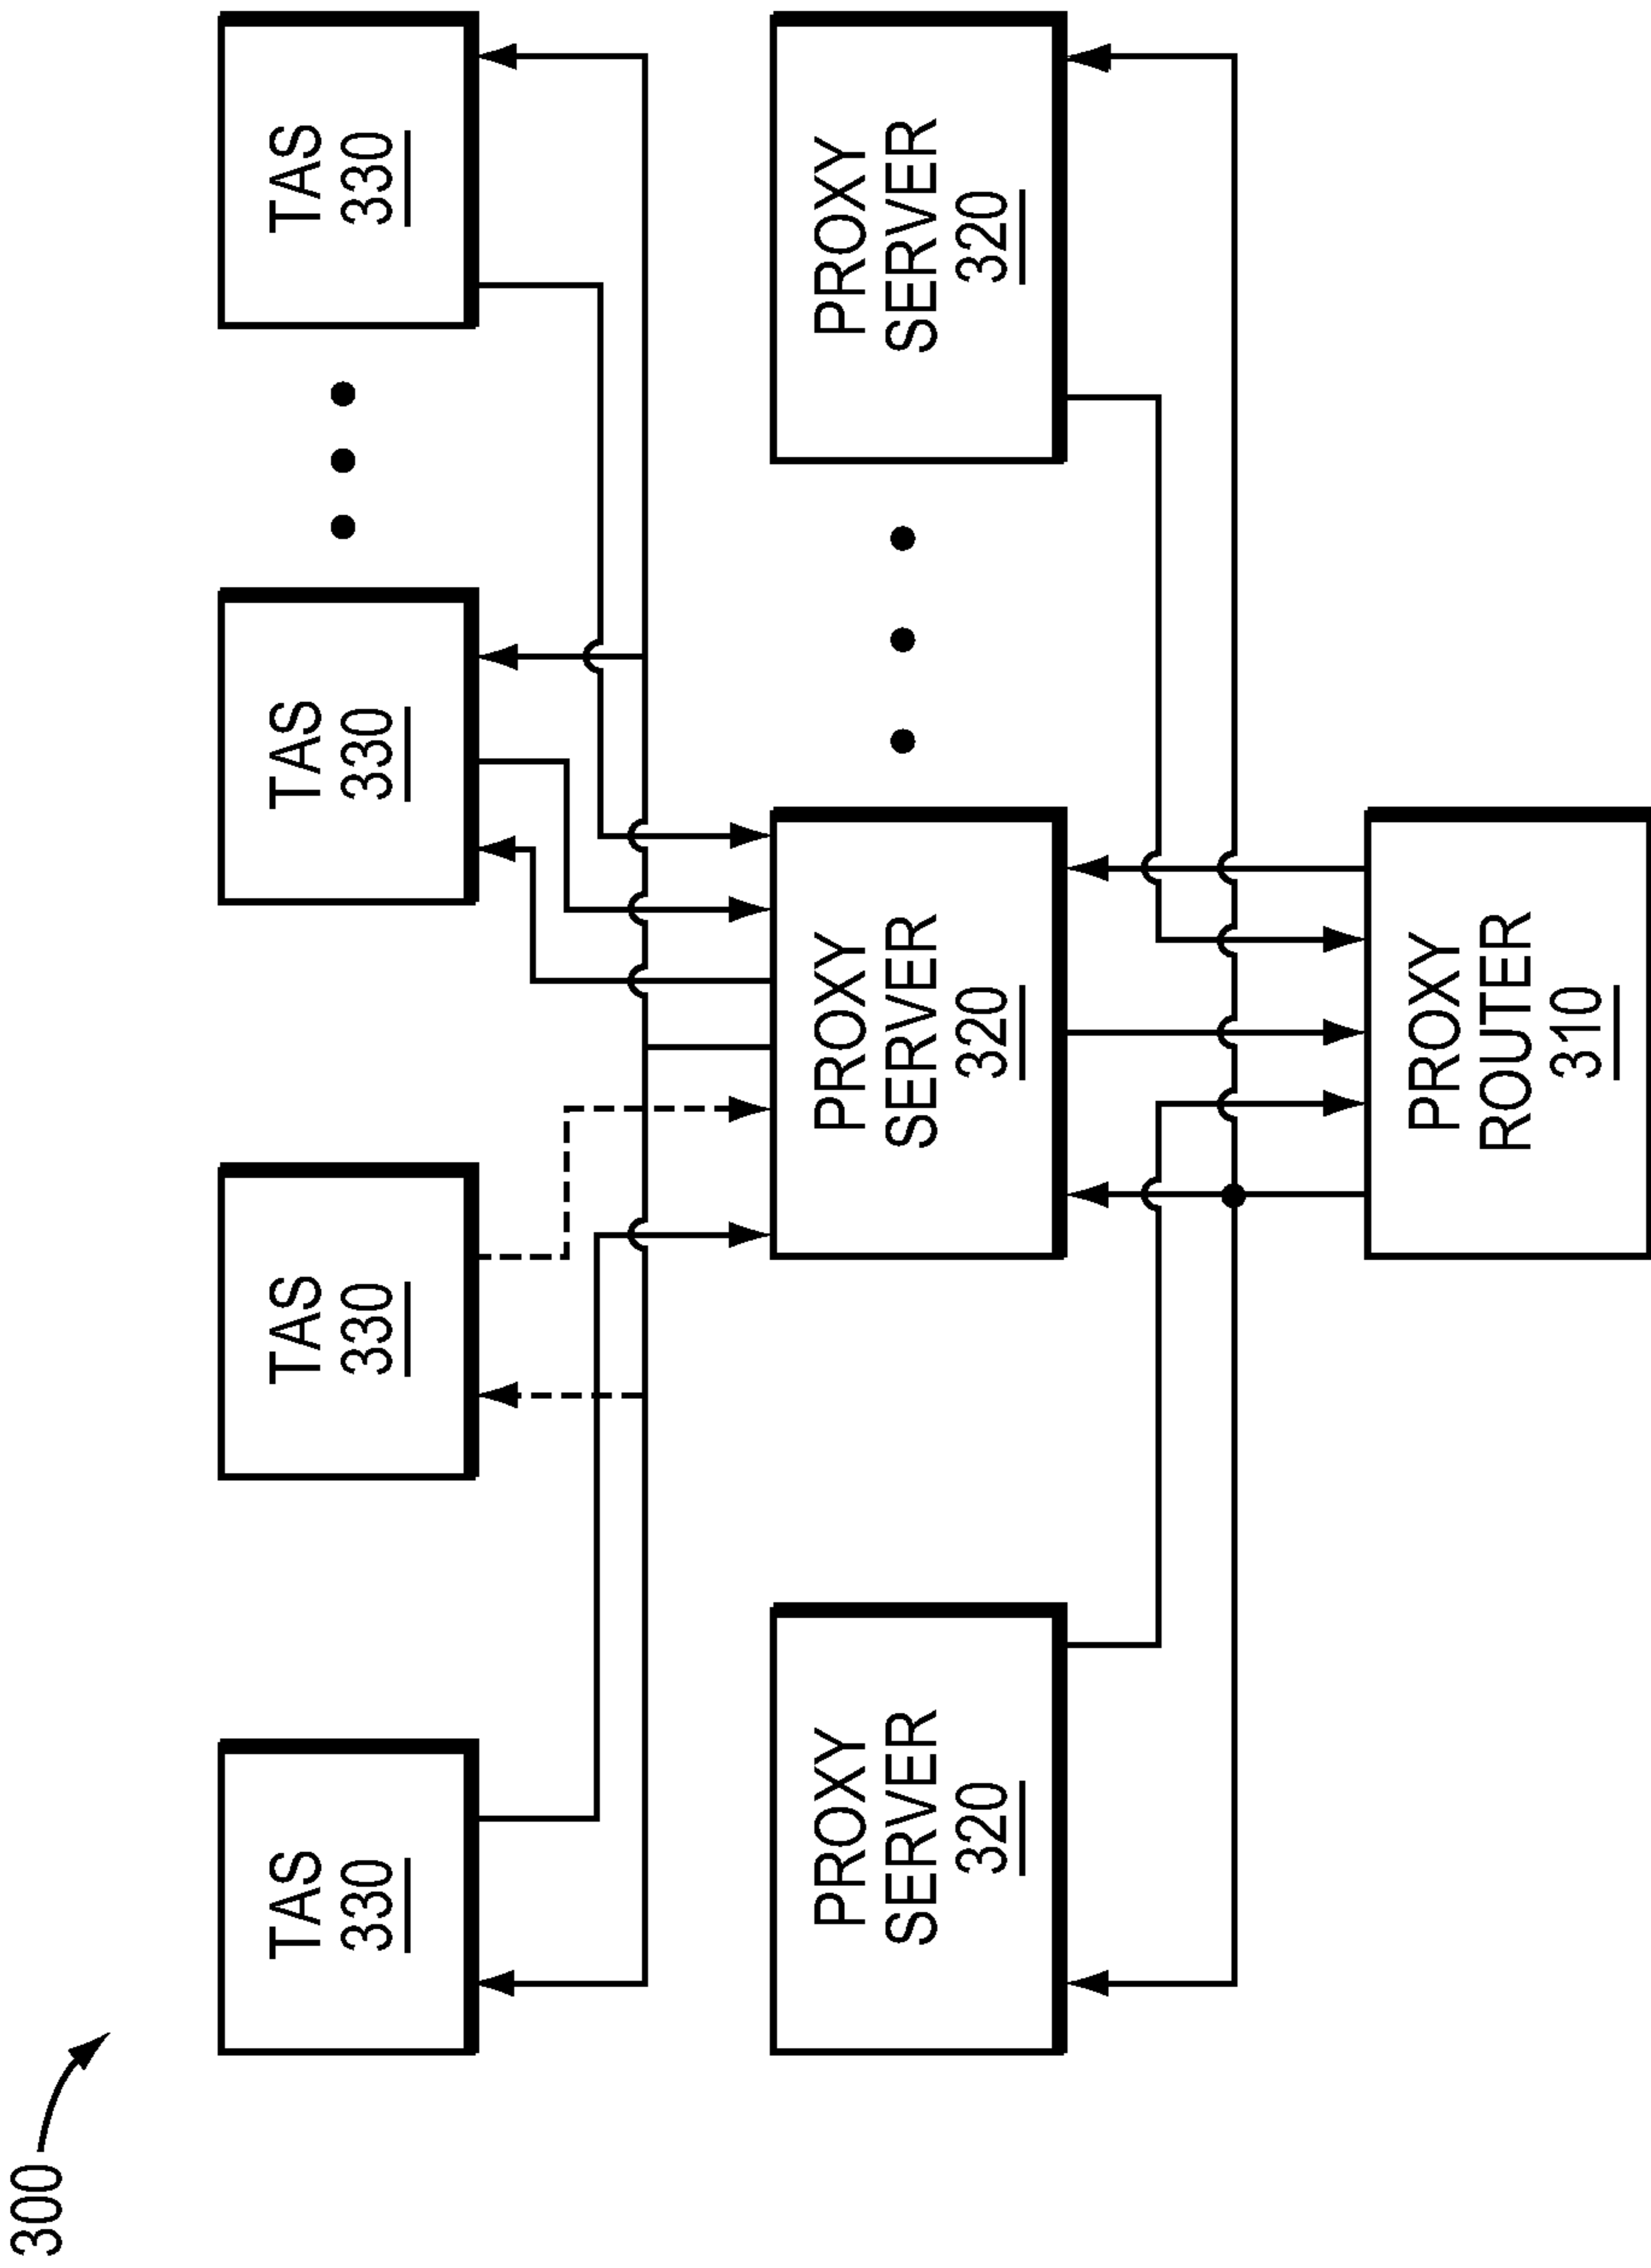 300
TAS
330
TAS
330
TAS
330
TAS
330
PROXY
SERVER
320
PROXY
SERVER
320
PROXY
SERVER
320
PROXY
ROUTER
310